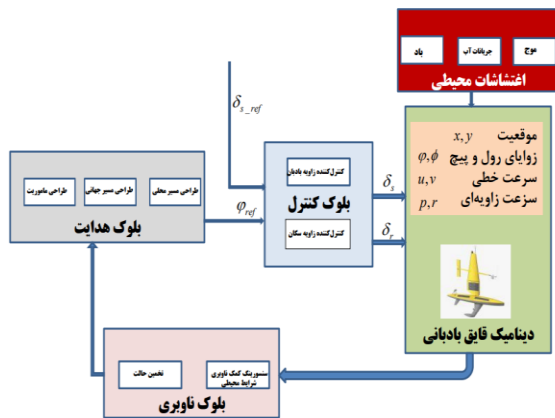 موج
جریانات آب
باد
اغتشاشات محیطی
موقعیت x, y
زوایای رول و پیچ φ,ϕ
سرعت خطی u,v
سزعت زاویه‌ای p,r
دینامیک قایق بادبانی
δs_ref
کنترل‌کننده زاویه بادبان
بلوک کنترل
کنترل‌کننده زاویه سکان
δs
δr
φref
طراحی مسیر محلی
طراحی مسیر جهانی
طراحی ماموریت
بلوک هدایت
سنسورینگ کمک ناوبری
شرایط محیطی
تخمین حالت
بلوک ناوبری